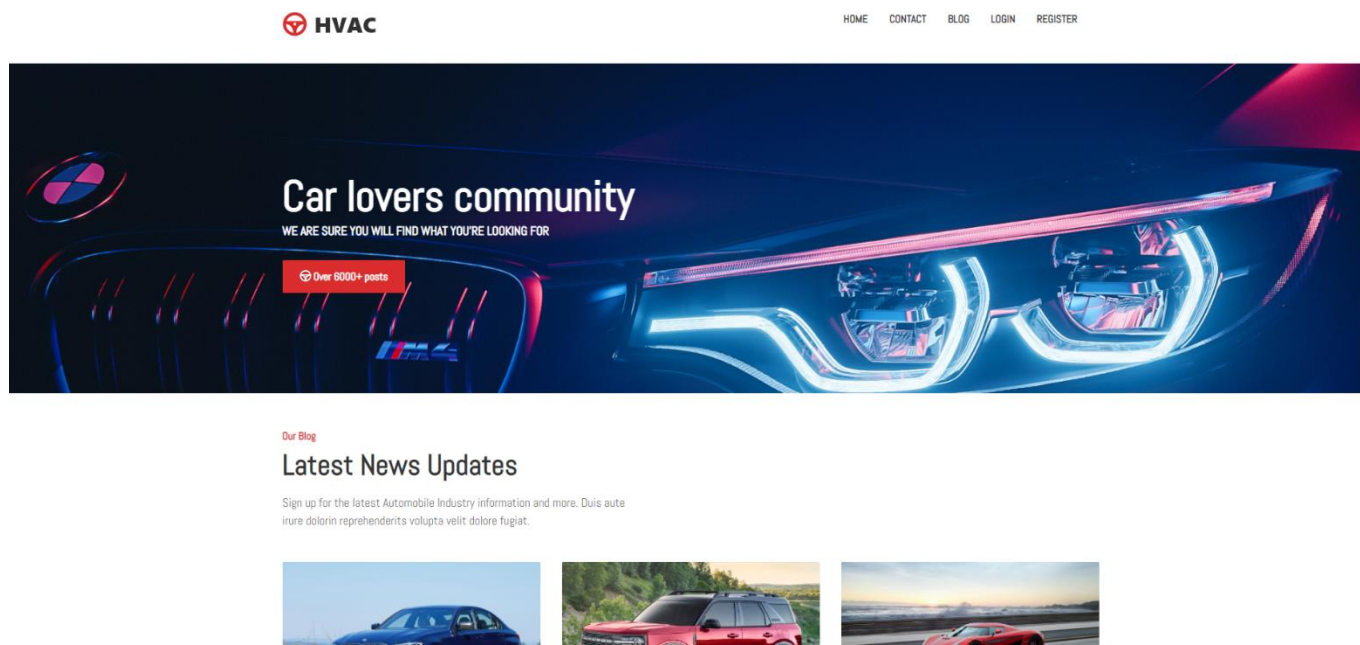 HVAC
HOME CONTACT BLOG LOGIN REGISTER
Car lovers community
WE ARE SURE YOU WILL FIND WHAT YOU'RE LOOKING FOR
Over 6000+ posts
M4
Our Blog
Latest News Updates
Sign up for the latest Automobile Industry information and more. Duis aute
irure dolorin reprehenderits volupta velit dolore fugiat.